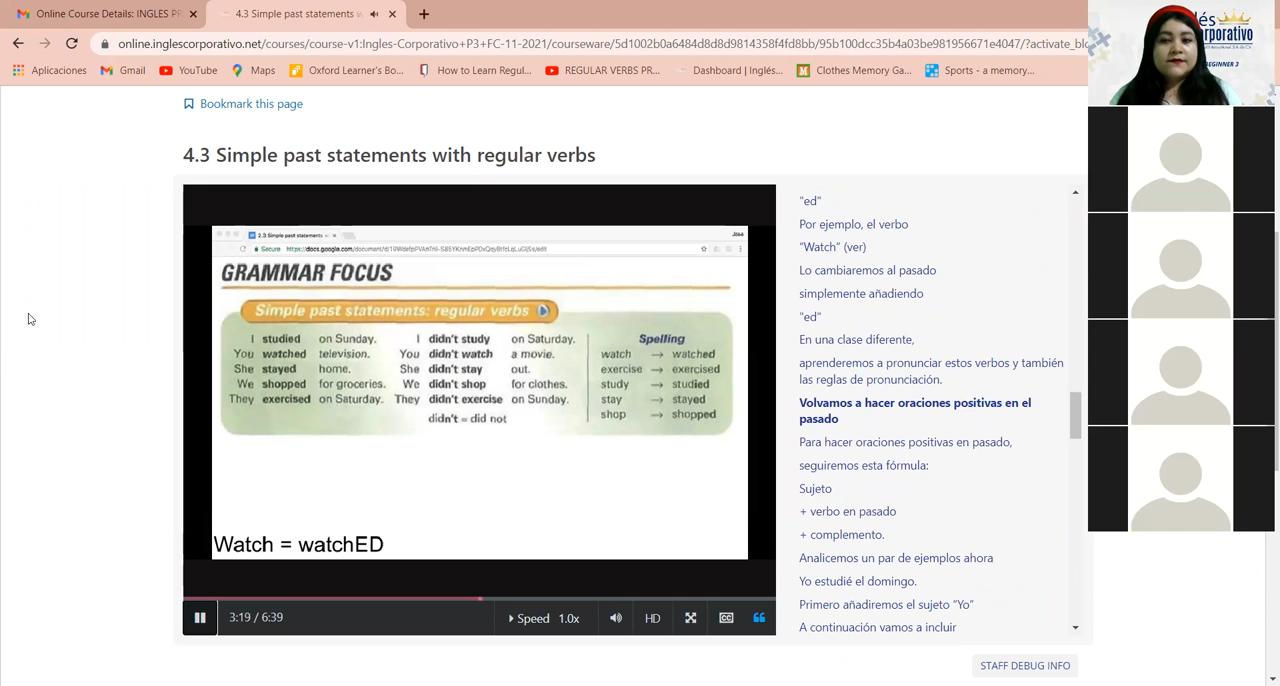 Online Course Details: INGLES PR
4.3 Simple past statements w
online.inglescorporativo.net/courses/course-v1:Ingles-Corporativo+P3+FC-11-2021/courseware/5d1002b0a6484d8d8d9814358f4fd8bb/95b100dcc35b4a03be981956671e4047/?activate_blo
Aplicaciones
Gmail
YouTube
Maps
Oxford Learner's Bo...
How to Learn Regul...
REGULAR VERBS PR...
Dashboard | Inglés...
Clothes Memory Ga...
Sports - a memory...
Bookmark this page
4.3 Simple past statements with regular verbs
2.3 Simple past statements
Secure
GRAMMAR FOCUS
Simple past statements: regular verbs
I studied on Sunday. I didn't study on Saturday. Spelling
You watched television. You didn't watch a movie. watch → watched
She stayed home. She didn't stay out. exercise → exercised
We shopped for groceries. We didn't shop for clothes. study → studied
They exercised on Saturday. They didn't exercise on Sunday. stay → stayed
didn't = did not shop → shopped
Watch = watchED
3:19 / 6:39
Speed 1.0x
HD
"ed"
Por ejemplo, el verbo
"Watch" (ver)
Lo cambiaremos al pasado
simplemente añadiendo
"ed"
En una clase diferente,
aprenderemos a pronunciar estos verbos y también
las reglas de pronunciación.
Volvamos a hacer oraciones positivas en el
pasado
Para hacer oraciones positivas en pasado,
seguiremos esta fórmula:
Sujeto
+ verbo en pasado
+ complemento.
Analicemos un par de ejemplos ahora
Yo estudié el domingo.
Primero añadiremos el sujeto "Yo"
A continuación vamos a incluir
STAFF DEBUG INFO
BEGINNER 3